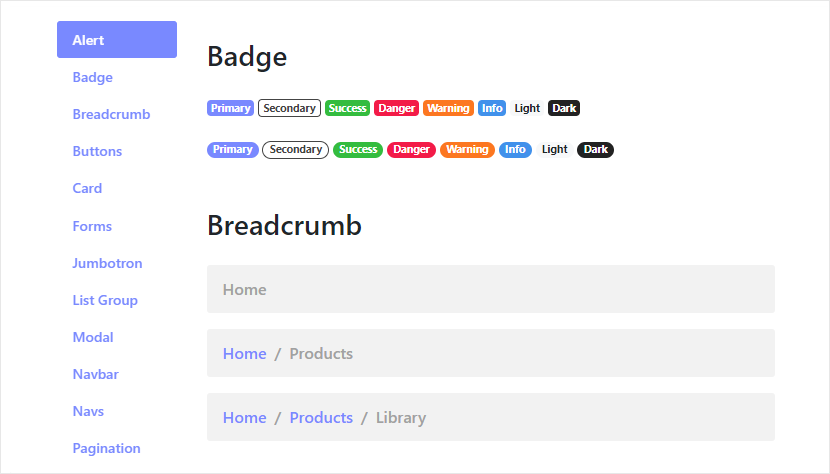 Alert
Badge
Breadcrumb
Buttons
Card
Forms
Jumbotron
List Group
Modal
Navbar
Navs
Pagination
Badge
Primary Secondary Success Danger Warning Info Light Dark
Primary Secondary Success Danger Warning Info Light Dark
Breadcrumb
Home
Home / Products
Home / Products / Library